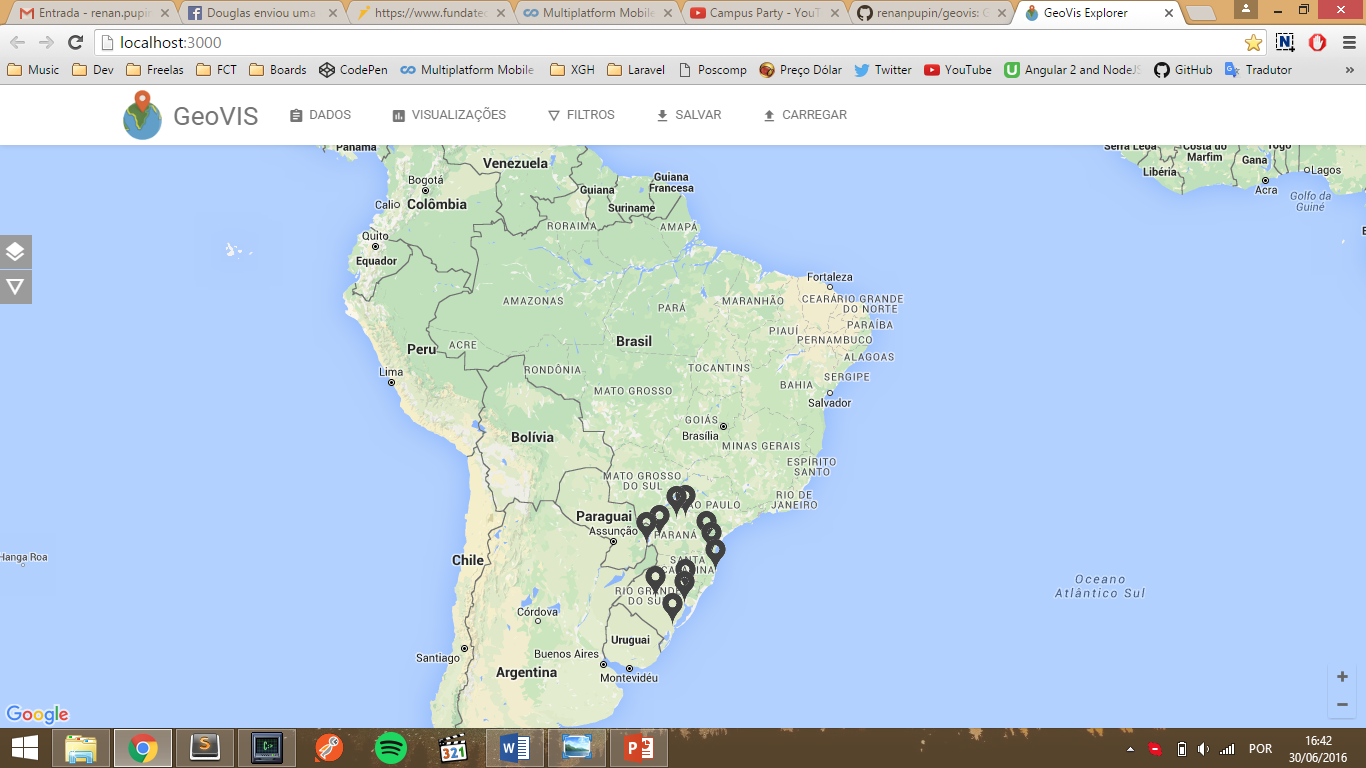 Entrada - renan.pupin
Douglas enviou uma
https://www.fundatec
Multiplatform Mobile
Campus Party - YouT
renanpupin/geovis: G
GeoVis Explorer
localhost:3000
Music
Dev
Freelas
FCT
Boards
CodePen
Multiplatform Mobile
XGH
Laravel
Poscomp
Preço Dólar
Twitter
YouTube
Angular 2 and NodeJS
GitHub
Tradutor
»
GeoVIS
DADOS
VISUALIZAÇÕES
FILTROS
SALVAR
CARREGAR
Panamá
Venezuela
Bogotá
Calio
Colômbia
Guiana
Guiana
Francesa
Suriname
RORAIMA
AMAPÁ
Quito
Equador
Serra Leoa
Libéria
Costa do
Marfim
Gana
Togo
Lagos
Acra
Golfo da
Guiné
Fortaleza
AMAZONAS
PARÁ
MARANHÃO
CEARÁ
RIO GRANDE
DO NORTE
PARAÍBA
PIAUÍ
PERNAMBUCO
ALAGOAS
SERGIPE
Peru
ACRE
Brasil
Lima
RONDÔNIA
TOCANTINS
MATO GROSSO
BAHIA
Salvador
GOIÁS
Brasília
Bolívia
MINAS GERAIS
ESPÍRITO
SANTO
MATO GROSSO
DO SUL
SÃO PAULO
RIO DE
JANEIRO
Paraguai
Assunção
PARANÁ
Hanga Roa
Chile
SANTA
CATARINA
RIO GRANDE
DO SUL
Oceano
Atlântico Sul
Córdova
Uruguai
Santiago
Buenos Aires
Argentina
Montevidéu
+
−
Google
321
POR
16:42
30/06/2016